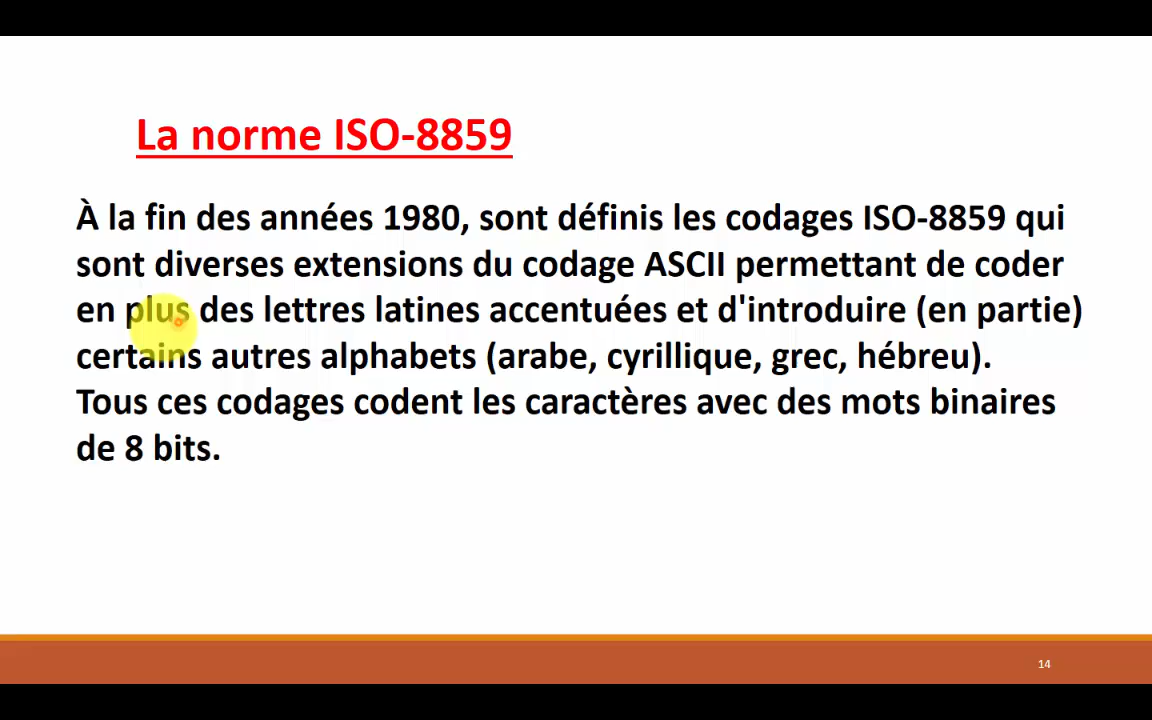 La norme ISO-8859
À la fin des années 1980, sont définis les codages ISO-8859 qui
sont diverses extensions du codage ASCII permettant de coder
en plus des lettres latines accentuées et d'introduire (en partie)
certains autres alphabets (arabe, cyrillique, grec, hébreu).
Tous ces codages codent les caractères avec des mots binaires
de 8 bits.
14